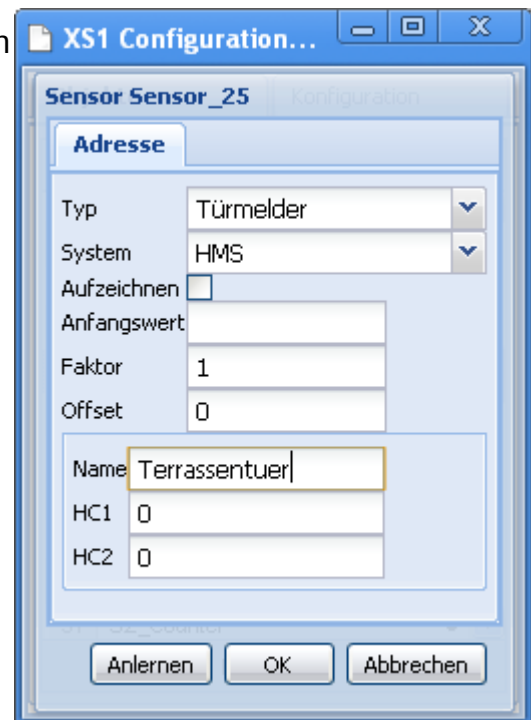 n
XS1 Configuration...
Sensor Sensor_25
Konfiguration
Adresse
Typ Türmelder
System HMS
Aufzeichnen
Anfangswert
Faktor 1
Offset 0
Name Terrassentuer
HC1 0
HC2 0
Anlernen OK Abbrechen